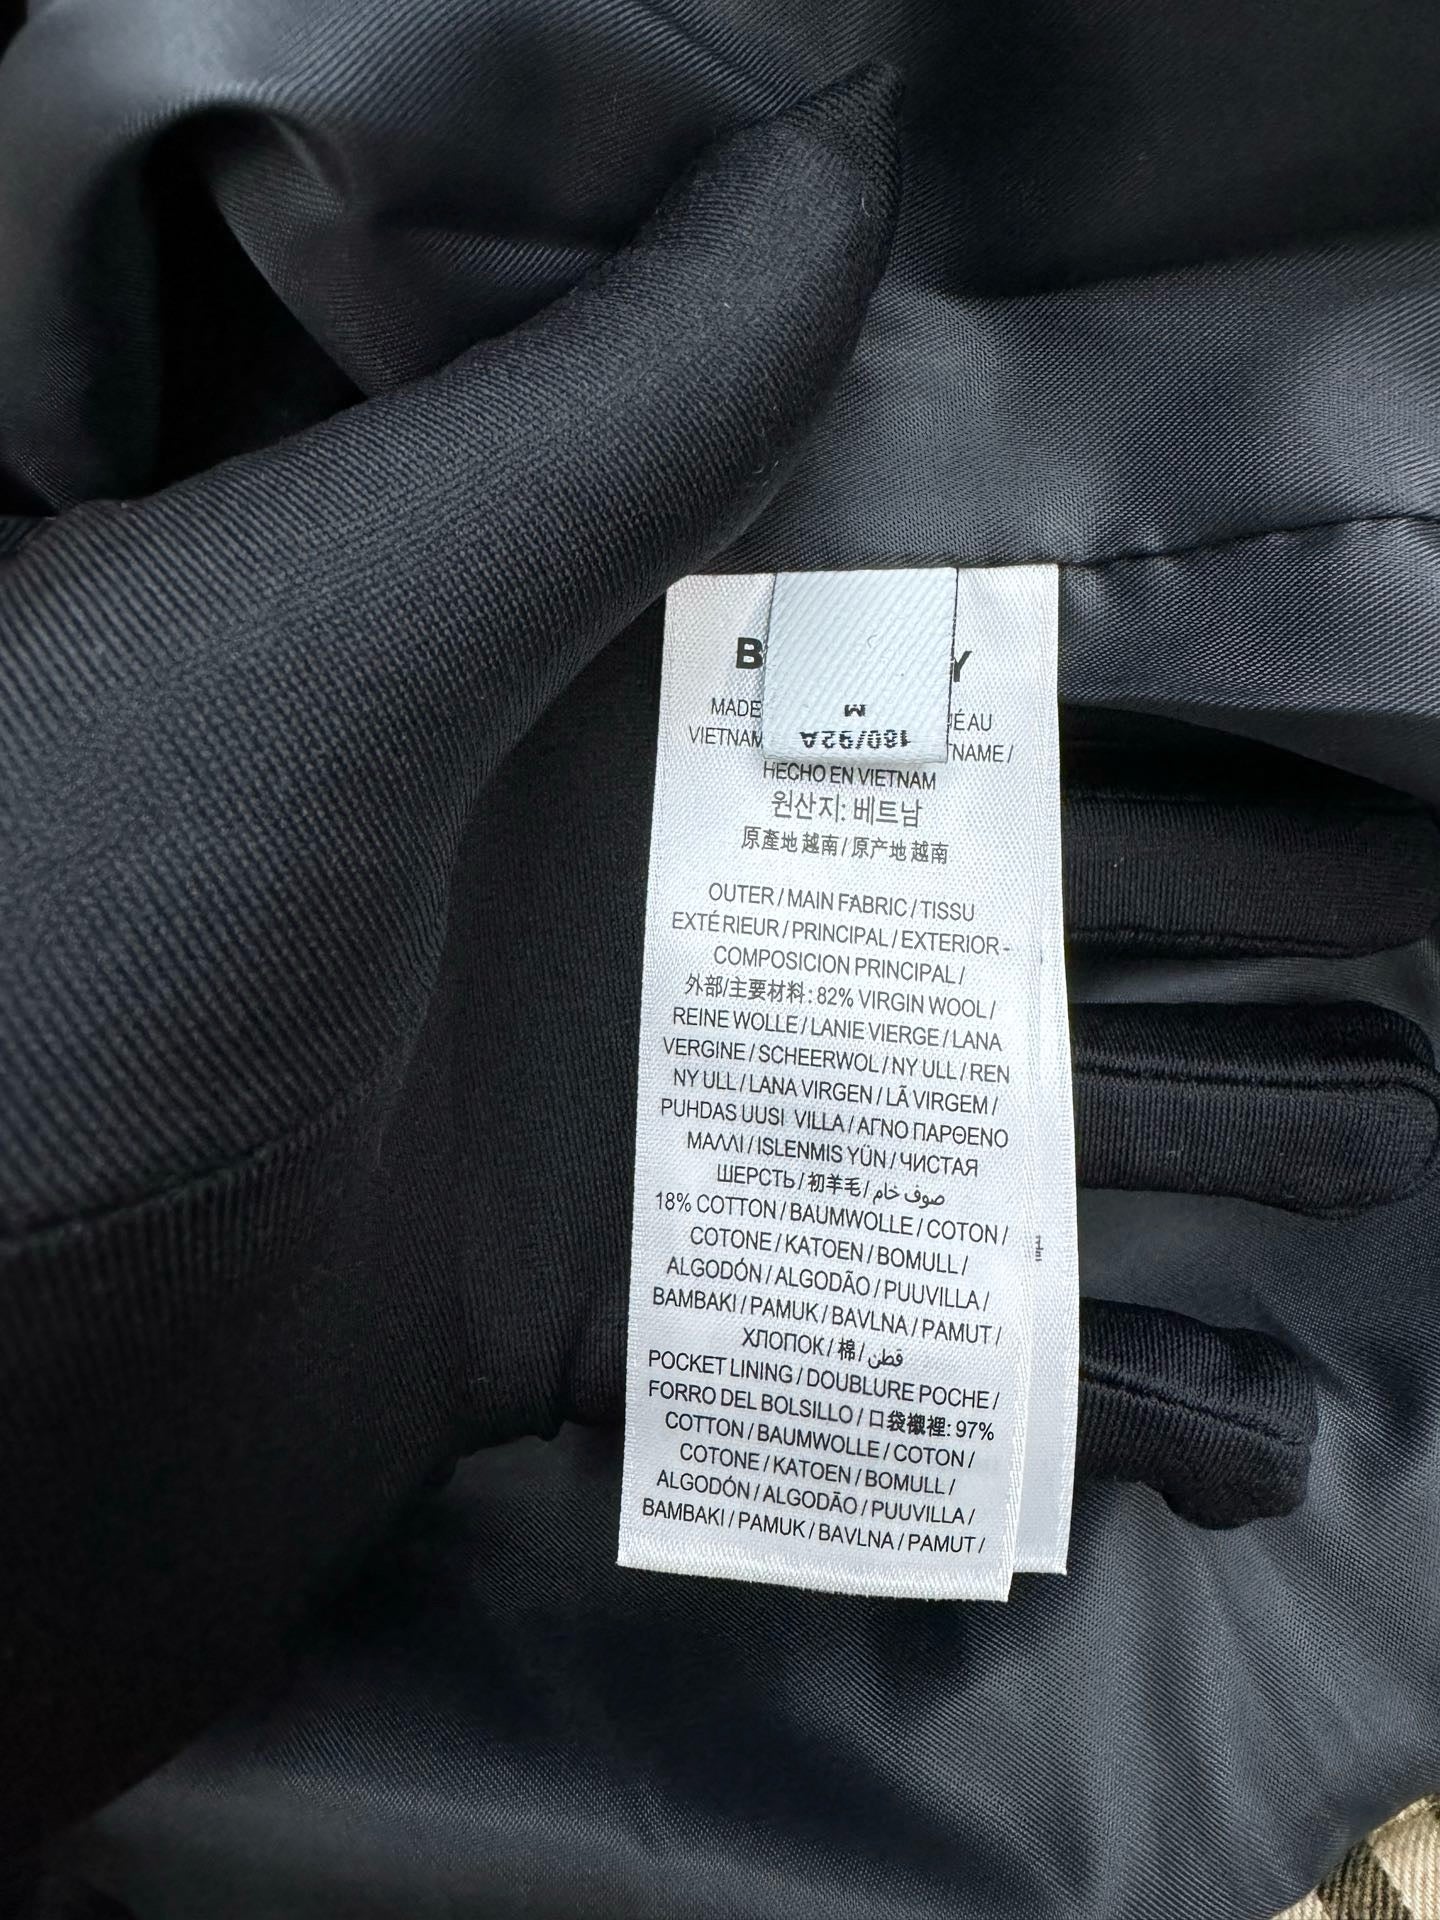 B Y
M
160/92A
MADE ÉAU
VIETNAM TNAME /
HECHO EN VIETNAM
원산지: 베트남
原產地 越南 / 原产地 越南
OUTER / MAIN FABRIC / TISSU
EXTÉRIEUR / PRINCIPAL / EXTERIOR-
COMPOSICION PRINCIPAL /
外部/主要材料: 82% VIRGIN WOOL /
REINE WOLLE / LANIE VIERGE / LANA
VERGINE / SCHEERWOL / NY ULL / REN
NY ULL / LANA VIRGEN / LÃ VIRGEM /
PUHDAS UUSI VILLA / ΑΓΝΟ ΠΑΡΘΕΝΟ
ΜΑΛΛΙ / ISLENMIS YÜN / ЧИСТАЯ
ШЕРСТЬ / 初羊毛 / صوف خام
18% COTTON / BAUMWOLLE / COTON /
COTONE / KATOEN / BOMULL /
ALGODÓN / ALGODÃO / PUUVILLA /
BAMBAKI / PAMUK / BAVLNA / PAMUT /
ХЛОПОК / 棉 / قطن
POCKET LINING / DOUBLURE POCHE /
FORRO DEL BOLSILLO / 口袋襯裡: 97%
COTTON / BAUMWOLLE / COTON /
COTONE / KATOEN / BOMULL /
ALGODÓN / ALGODÃO / PUUVILLA /
BAMBAKI / PAMUK / BAVLNA / PAMUT /